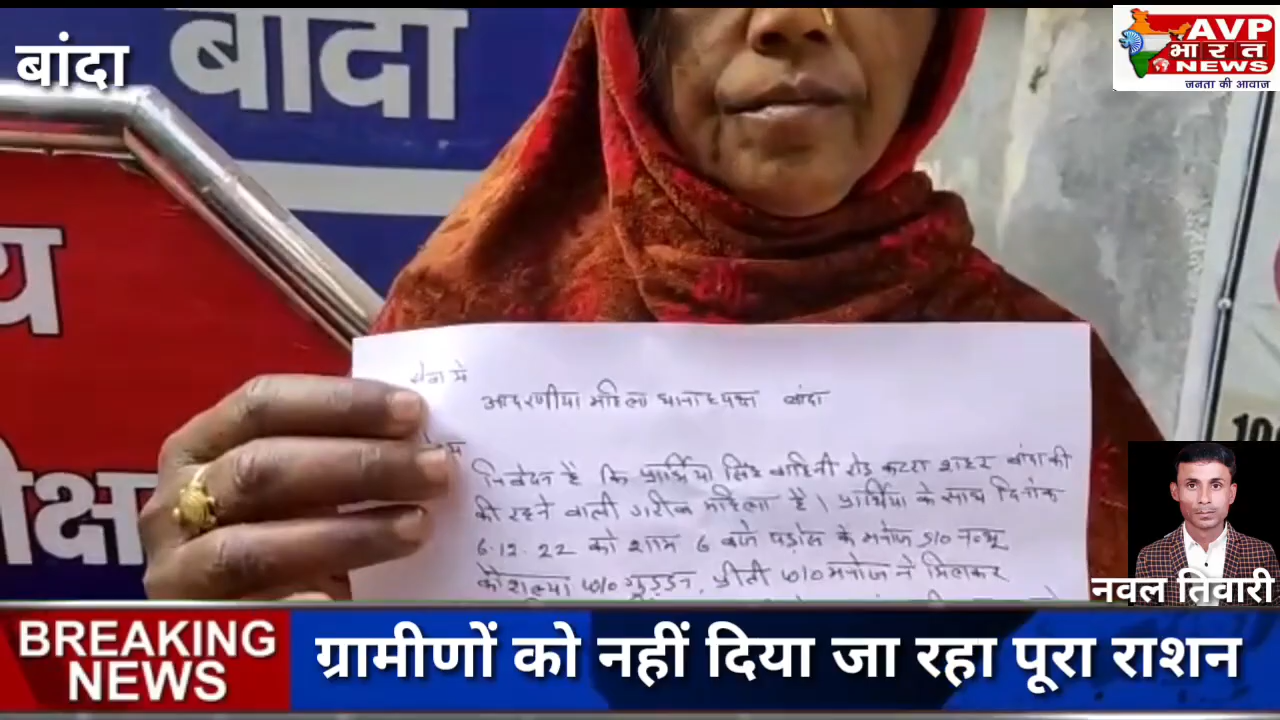 बांदा
बांदा
AVP
भारत
NEWS
जनता की आवाज
य
क्ष
सेवा में
आदरणीया महिला थानाध्यक्ष बांदा
निवेदन है कि प्रार्थिया सिंह वाहिनी रोड कटरा शहर बांदा की
की रहने वाली गरीब महिला है । प्रार्थिया के साथ दिनांक
6.12.22 को शाम 6 बजे पड़ोस के मनोज S/O नत्थू
कौशल्या W/O गुड्डन, प्रीती W/O मनोज ने मिलकर
नवल तिवारी
BREAKING
NEWS
ग्रामीणों को नहीं दिया जा रहा पूरा राशन